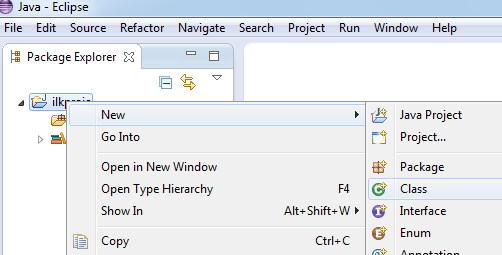 Java - Eclipse
File Edit Source Refactor Navigate Search Project Run Window Help
Package Explorer
New
Java Project
Go Into
Project...
Open in New Window
Package
Open Type Hierarchy F4
Class
Show In Alt+Shift+W
Interface
Enum
Copy Ctrl+C